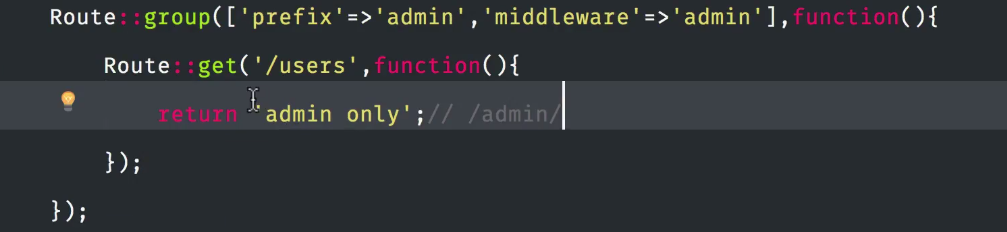 Route::group(['prefix'=>'admin','middleware'=>'admin'],function(){
Route::get('/users',function(){
return 'admin only';// /admin/
});
});